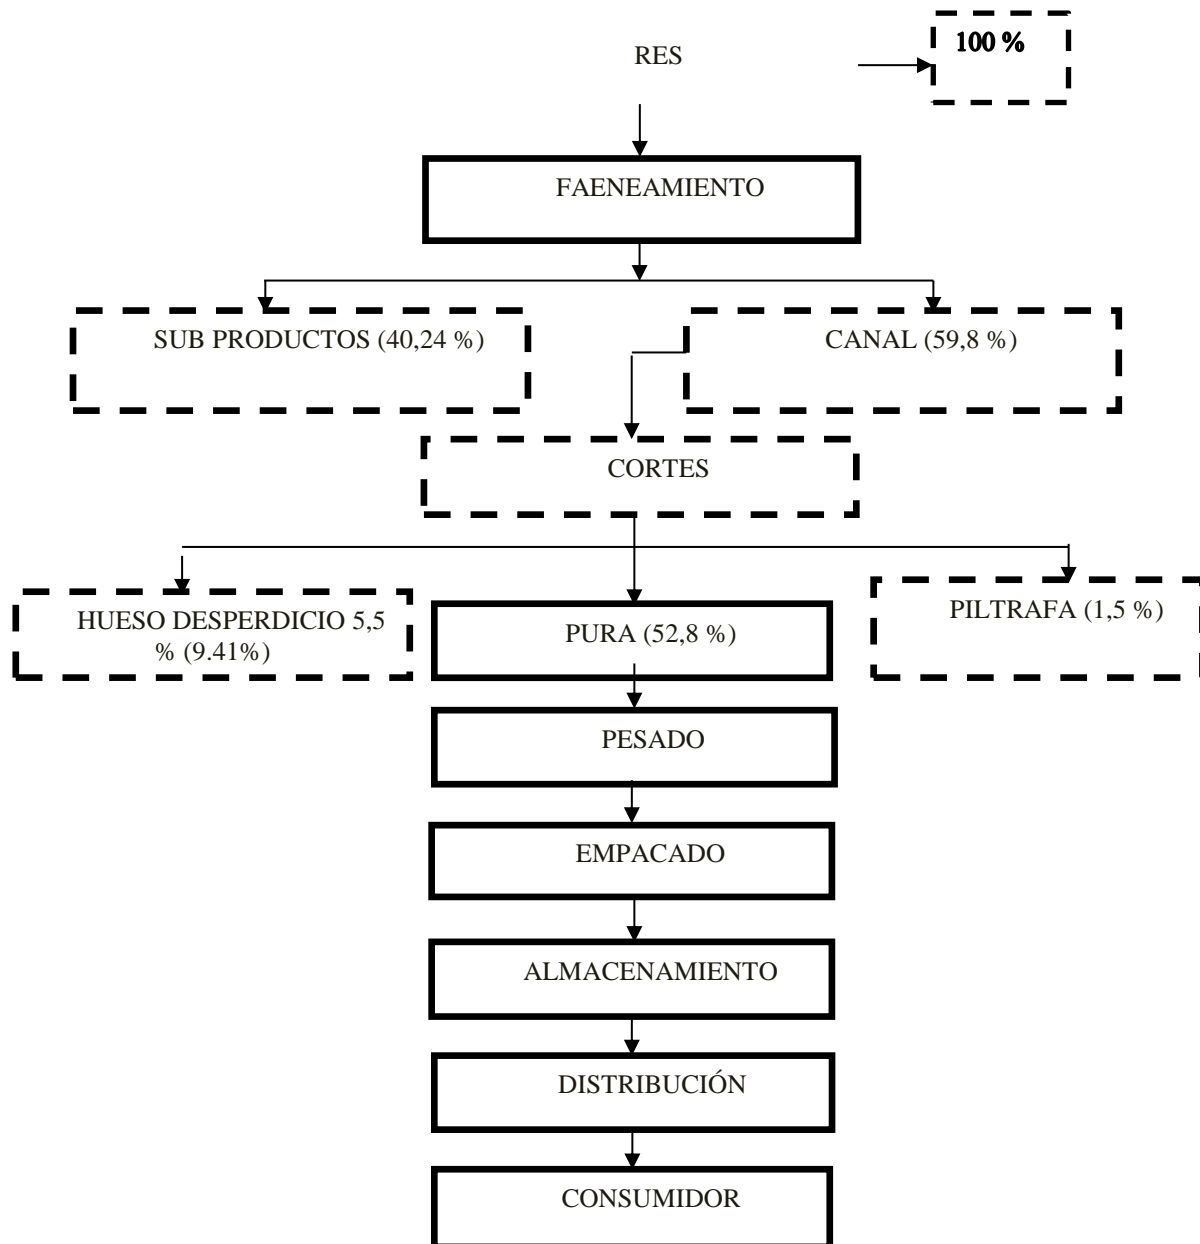 RES
100 %
FAENEAMIENTO
SUB PRODUCTOS (40,24 %)
CANAL (59,8 %)
CORTES
HUESO DESPERDICIO 5,5
% (9.41%)
PURA (52,8 %)
PILTRAFA (1,5 %)
PESADO
EMPACADO
ALMACENAMIENTO
DISTRIBUCIÓN
CONSUMIDOR